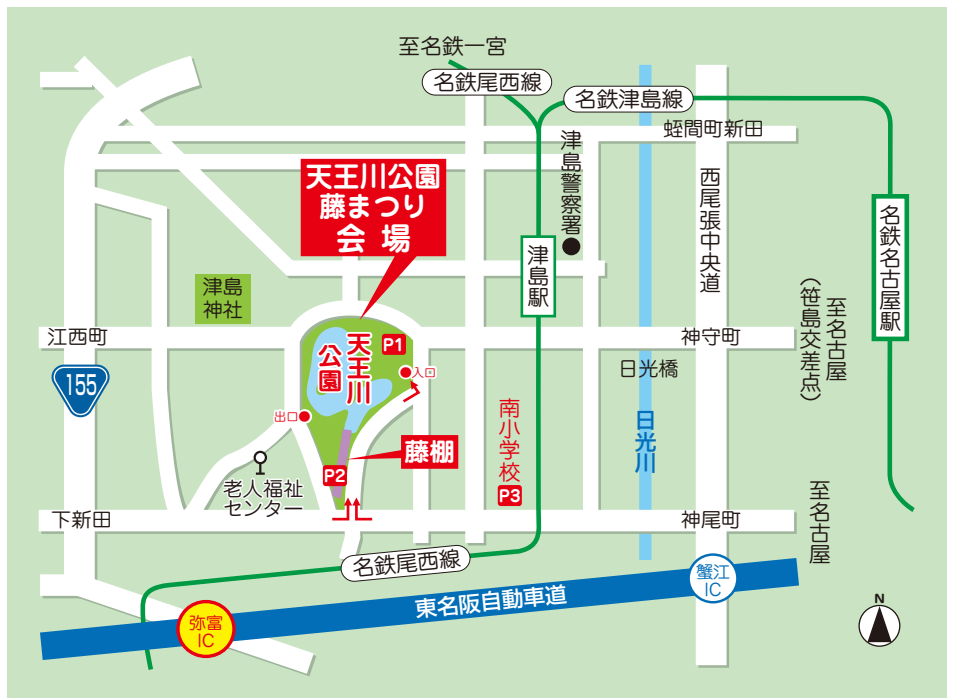 至名鉄一宮
名鉄尾西線
名鉄津島線
蛭間町新田
津島警察署
天王川公園
藤まつり
会場
西尾張中央道
名鉄名古屋駅
津島駅
津島
神社
至名古屋
(笹島交差点)
江西町
神守町
155
天王川
公園
P1
入口
日光橋
出口
南小学校
P3
日光川
藤棚
P2
老人福祉
センター
至名古屋
下新田
神尾町
名鉄尾西線
蟹江
IC
東名阪自動車道
弥富
IC
N